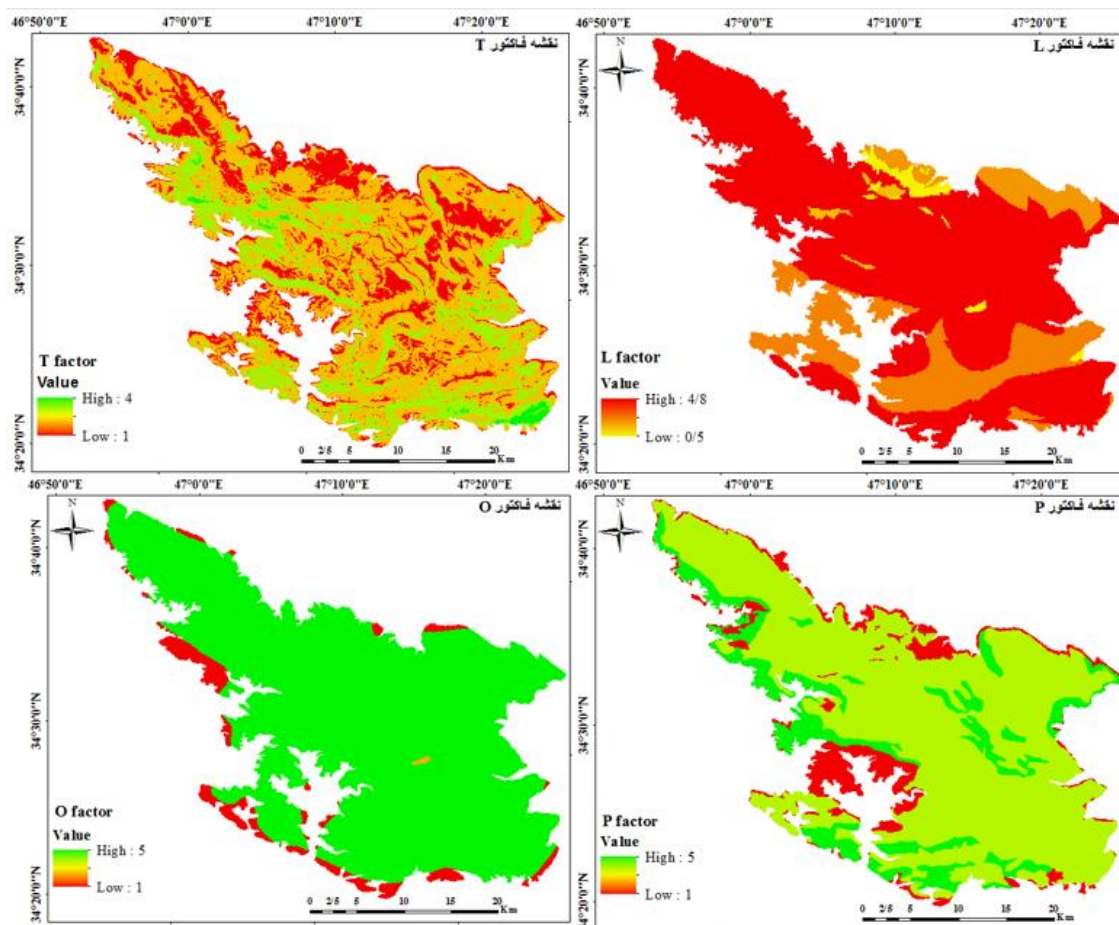 46°50'0"E 47°0'0"E 47°10'0"E 47°20'0"E
نقشه فاکتور T
34°40'0"N
34°30'0"N
34°20'0"N
T factor
Value
High : 4
Low : 1
0 2/5 5 10 15 20
Km
46°50'0"E 47°0'0"E 47°10'0"E 47°20'0"E
نقشه فاکتور L
N
34°40'0"N
34°30'0"N
34°20'0"N
L factor
Value
High : 4/8
Low : 0/5
0 2/5 5 10 15 20
Km
46°50'0"E 47°0'0"E 47°10'0"E 47°20'0"E
نقشه فاکتور O
N
34°40'0"N
34°30'0"N
34°20'0"N
O factor
Value
High : 5
Low : 1
0 2/5 5 10 15 20
Km
46°50'0"E 47°0'0"E 47°10'0"E 47°20'0"E
نقشه فاکتور P
N
34°40'0"N
34°30'0"N
34°20'0"N
P factor
Value
High : 5
Low : 1
0 2/5 5 10 15 20
Km